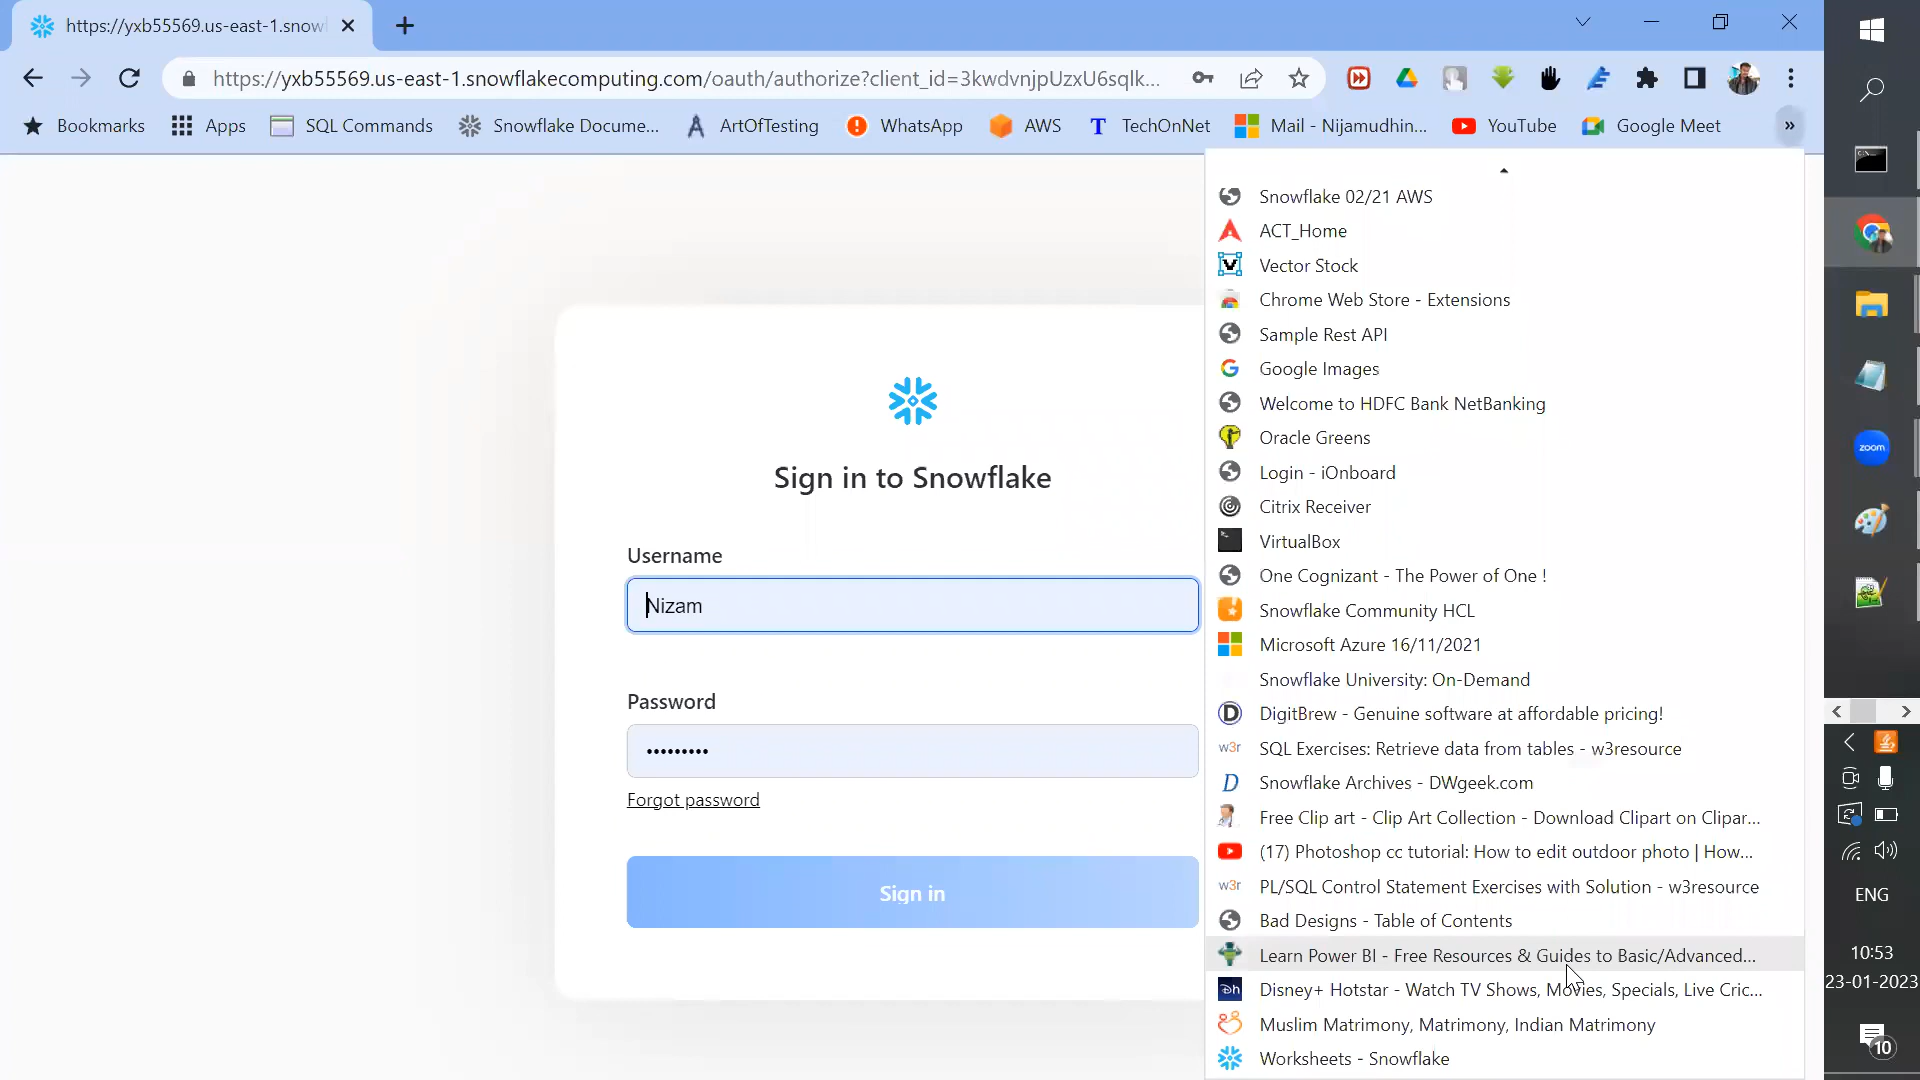 https://yxb55569.us-east-1.snow
https://yxb55569.us-east-1.snowflakecomputing.com/oauth/authorize?client_id=3kwdvnjpUzxU6sqlk...
Bookmarks
Apps
SQL Commands
Snowflake Docume...
ArtOfTesting
WhatsApp
AWS
T TechOnNet
Mail - Nijamudhin...
YouTube
Google Meet
»
Snowflake 02/21 AWS
ACT_Home
Vector Stock
Chrome Web Store - Extensions
Sample Rest API
Google Images
Welcome to HDFC Bank NetBanking
Oracle Greens
Login - iOnboard
Citrix Receiver
VirtualBox
One Cognizant - The Power of One !
Snowflake Community HCL
Microsoft Azure 16/11/2021
Snowflake University: On-Demand
D DigitBrew - Genuine software at affordable pricing!
w3r SQL Exercises: Retrieve data from tables - w3resource
D Snowflake Archives - DWgeek.com
Free Clip art - Clip Art Collection - Download Clipart on Clipar...
(17) Photoshop cc tutorial: How to edit outdoor photo | How...
w3r PL/SQL Control Statement Exercises with Solution - w3resource
Bad Designs - Table of Contents
Learn Power BI - Free Resources & Guides to Basic/Advanced...
Dh Disney+ Hotstar - Watch TV Shows, Movies, Specials, Live Cric...
Muslim Matrimony, Matrimony, Indian Matrimony
Worksheets - Snowflake
Sign in to Snowflake
Username
Nizam
Password
•••••••••
Forgot password
Sign in
zoom
ENG
10:53
23-01-2023
10